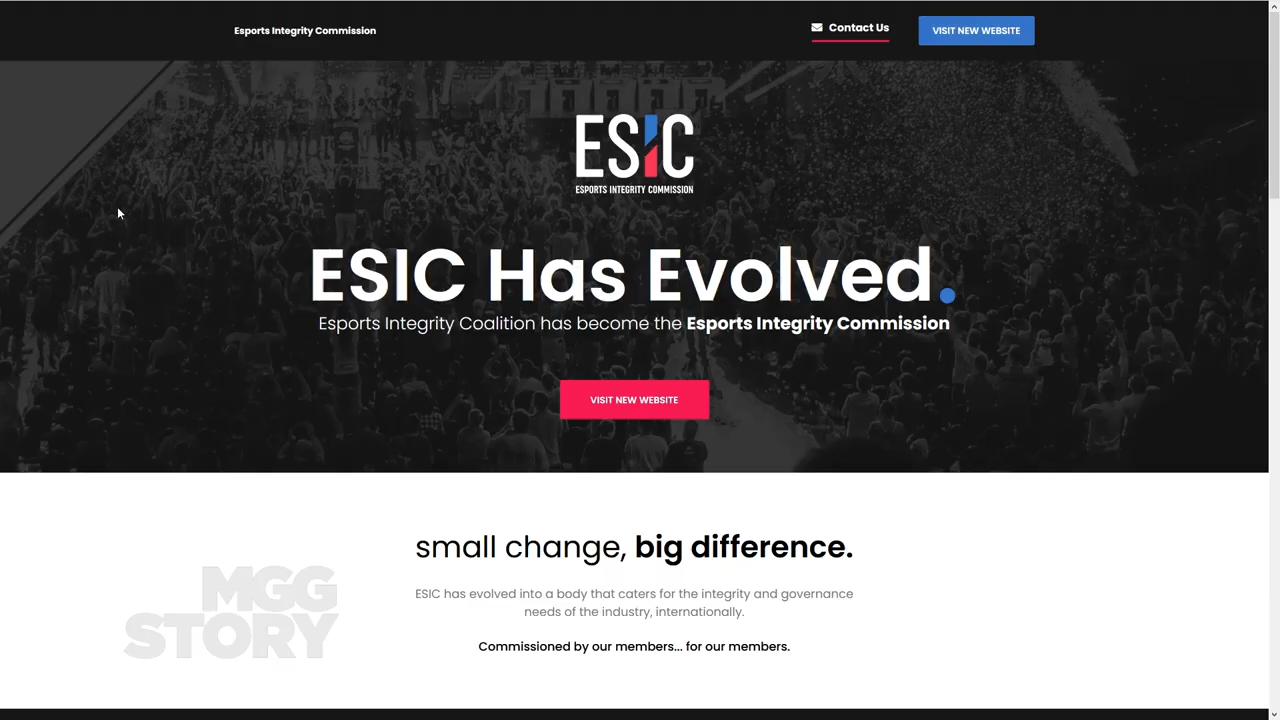 Esports Integrity Commission
Contact Us
VISIT NEW WEBSITE
ESIC
ESPORTS INTEGRITY COMMISSION
ESIC Has Evolved.
Esports Integrity Coalition has become the Esports Integrity Commission
VISIT NEW WEBSITE
small change, big difference.
MGG
STORY
ESIC has evolved into a body that caters for the integrity and governance
needs of the industry, internationally.
Commissioned by our members... for our members.